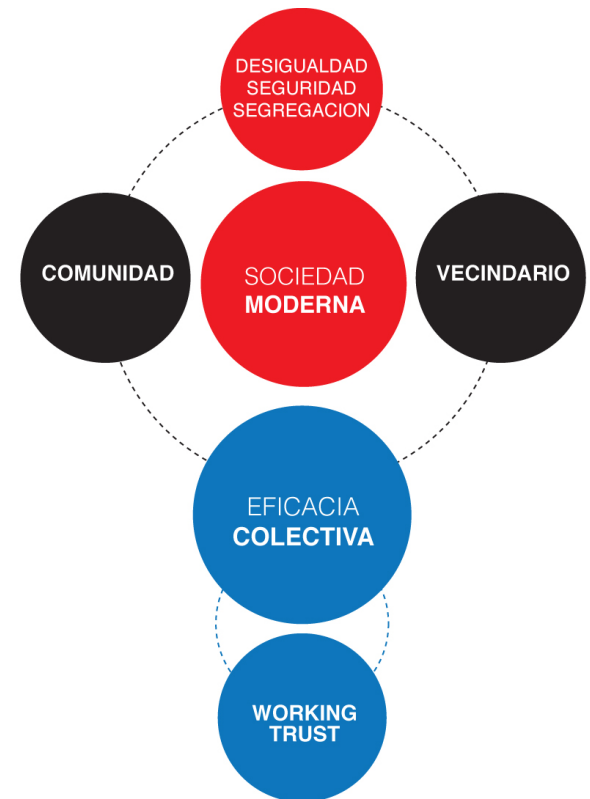 DESIGUALDAD
SEGURIDAD
SEGREGACION
COMUNIDAD
SOCIEDAD
MODERNA
VECINDARIO
EFICACIA
COLECTIVA
WORKING
TRUST